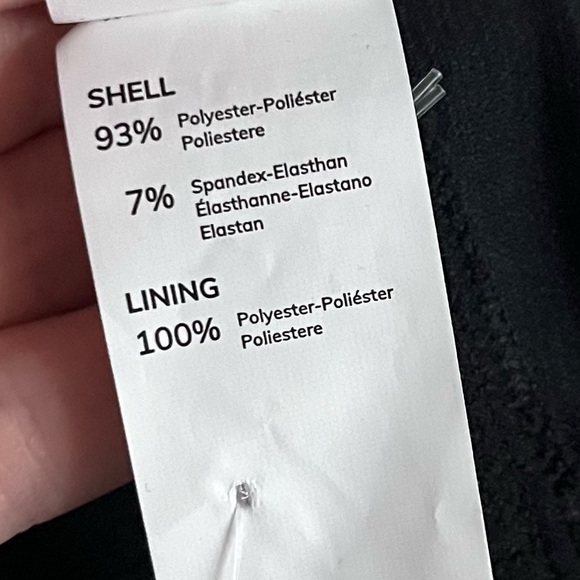 SHELL
93% Polyester-Poliéster
Poliestere
7% Spandex-Elasthan
Élasthanne-Elastano
Elastan
LINING
100% Polyester-Poliéster
Poliestere